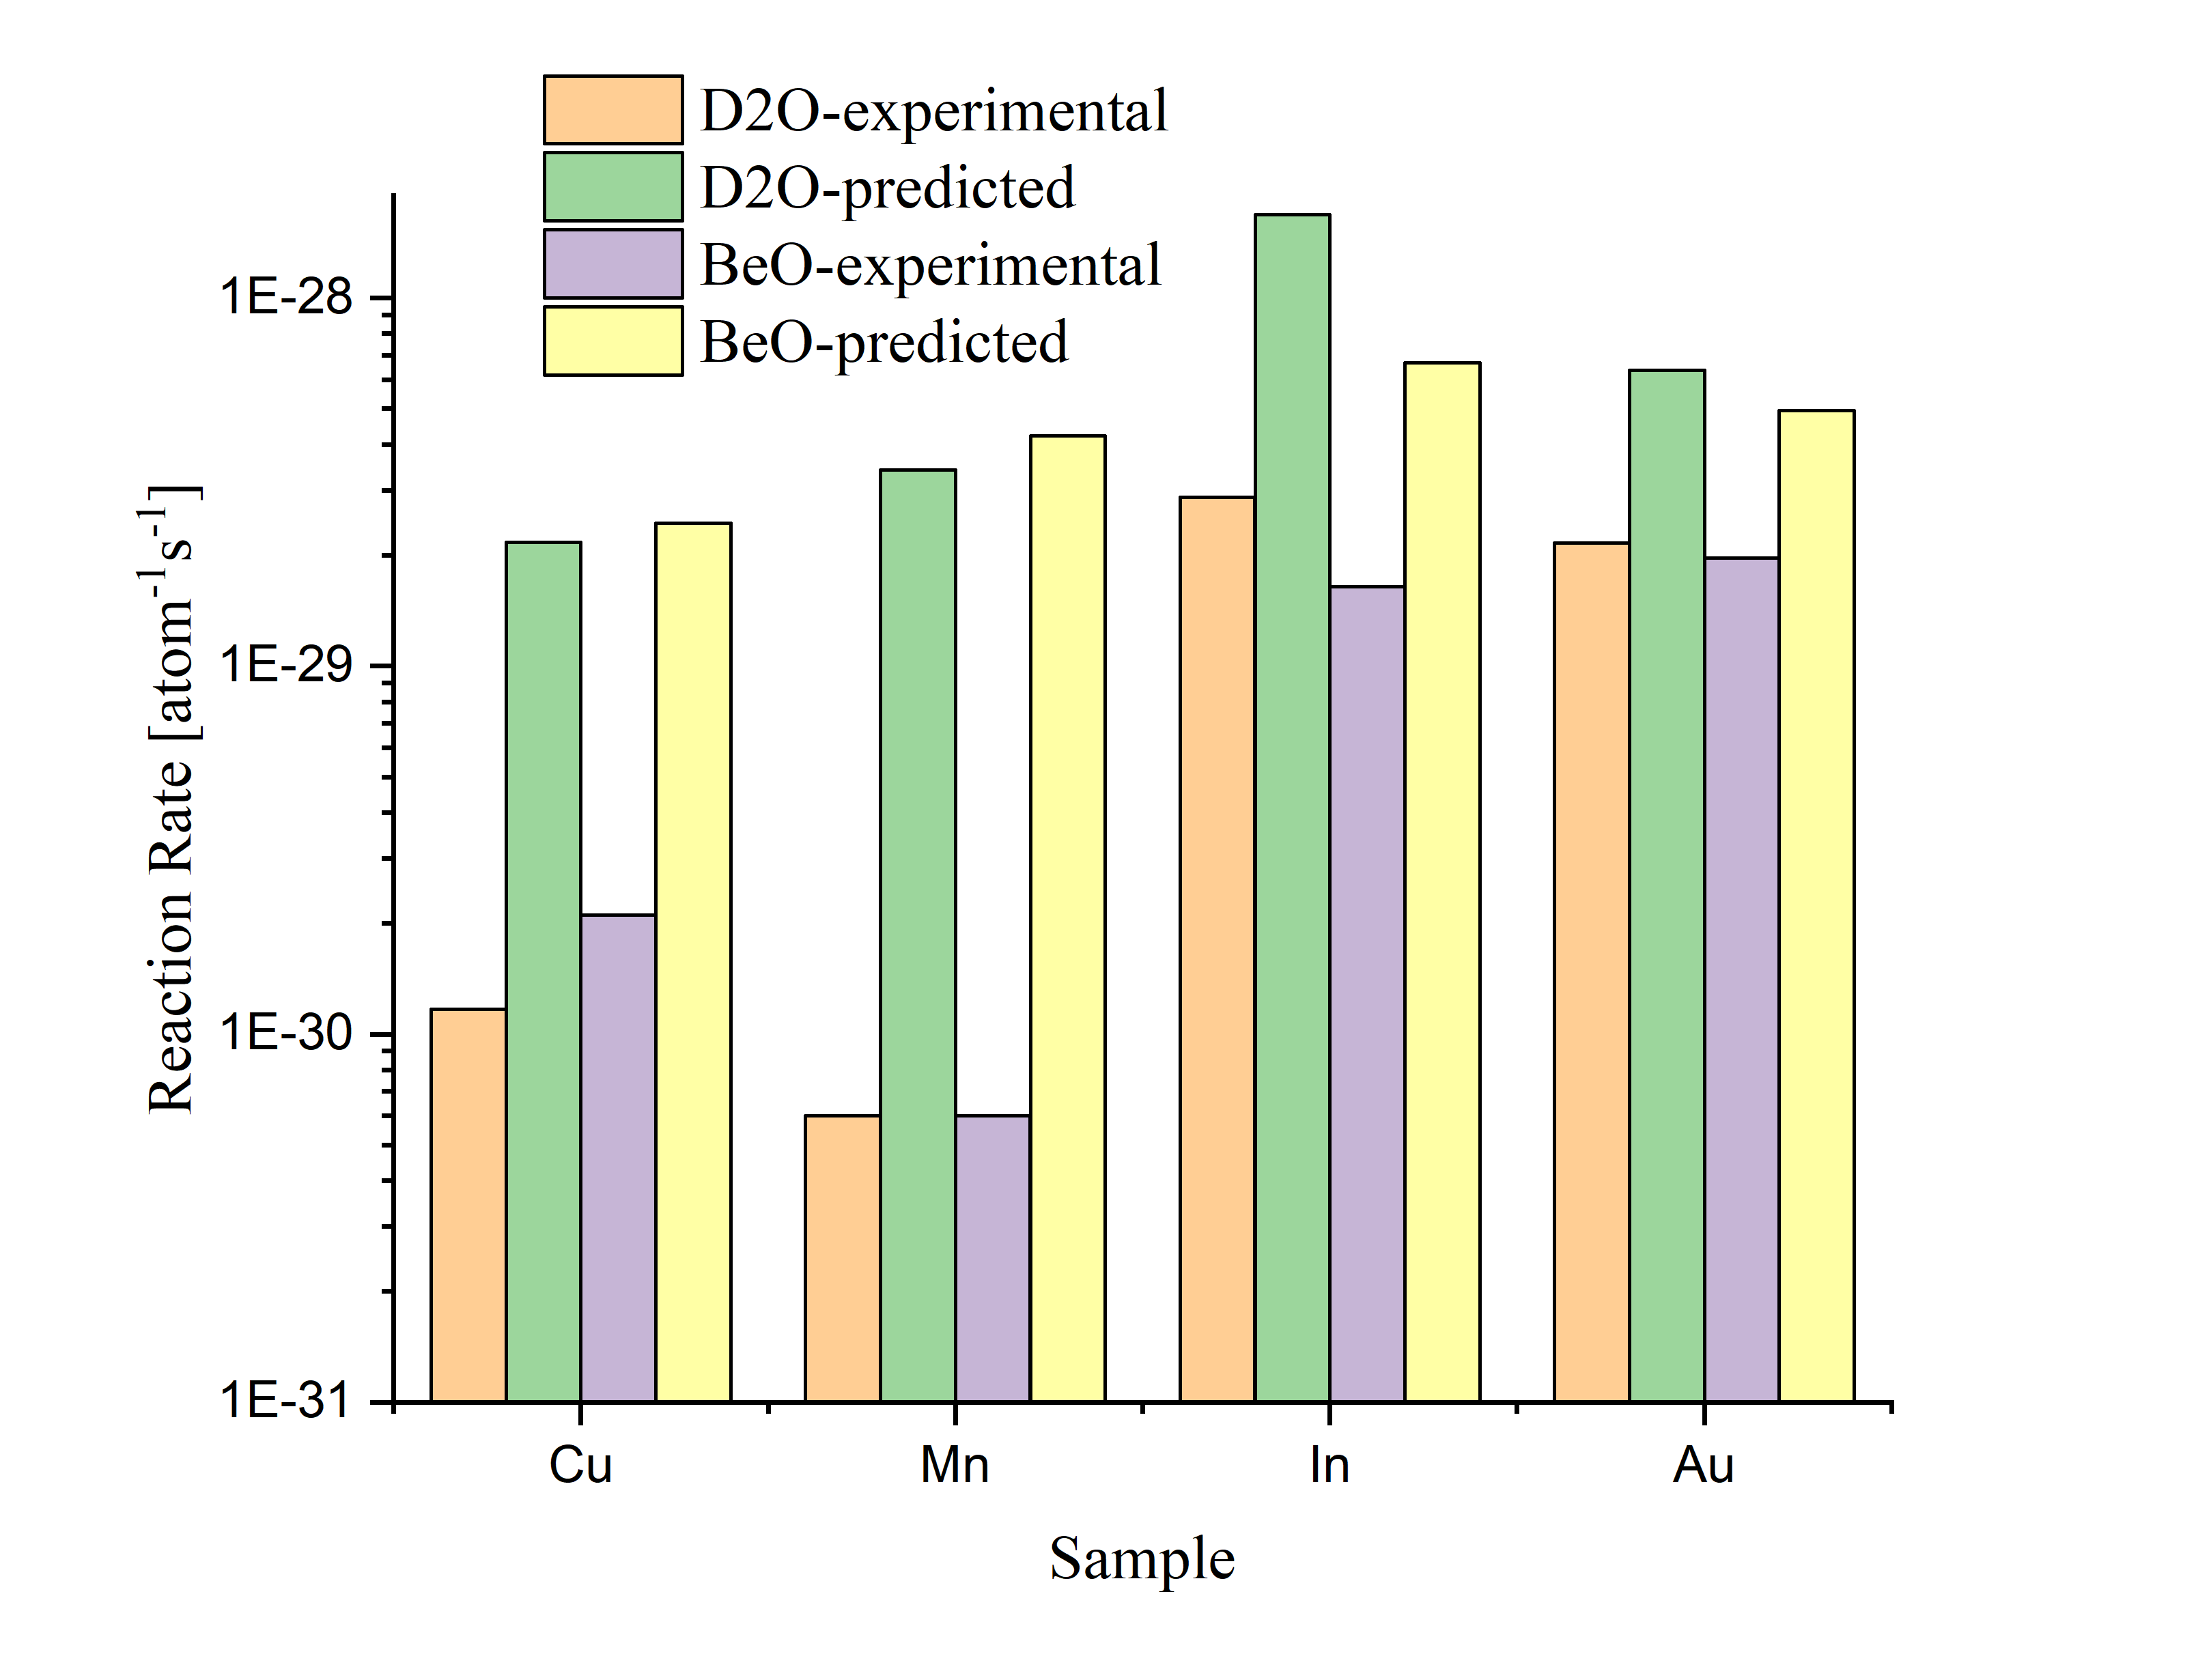 D2O-experimental
D2O-predicted
BeO-experimental
BeO-predicted
1E-28
1E-29
1E-30
1E-31
Reaction Rate [atom⁻¹s⁻¹]
Cu Mn In Au
Sample